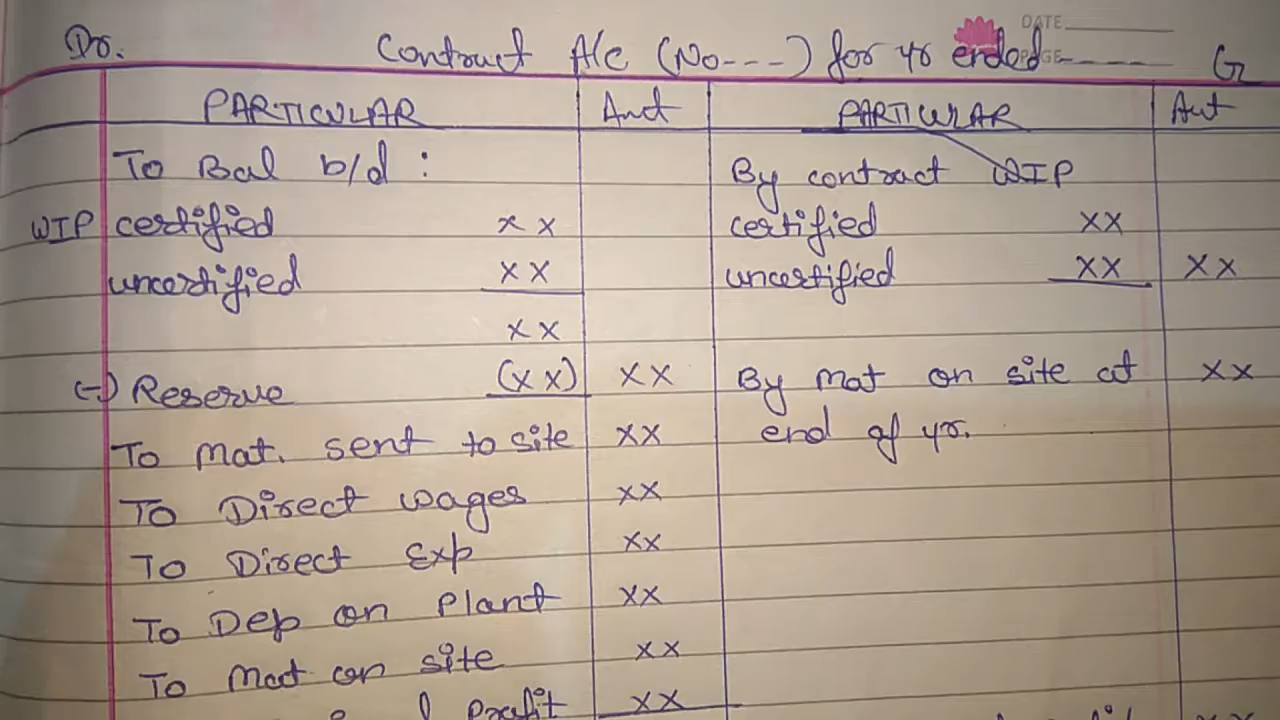 DATE
Dr. Contract A/c (No---) for yr ended----- Cr
PARTICULAR Amt PARTICULAR Amt
To Bal b/d : By contract WIP
WIP certified xx certified xx
uncertified xx uncertified xx xx
xx
(-) Reserve (xx) xx By mat on site at xx
To mat. sent to site xx end of yr.
To Direct wages xx
To Direct Exp xx
To Dep on Plant xx
To mat on site xx
Profit xx